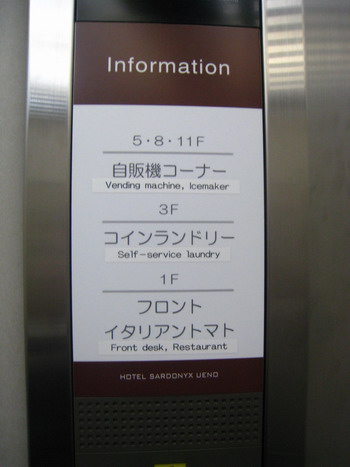 Information
5・8・11F
自販機コーナー
Vending machine, Icemaker
3F
コインランドリー
Self-service laundry
1F
フロント
イタリアントマト
Front desk, Restaurant
HOTEL SARDONYX UENO